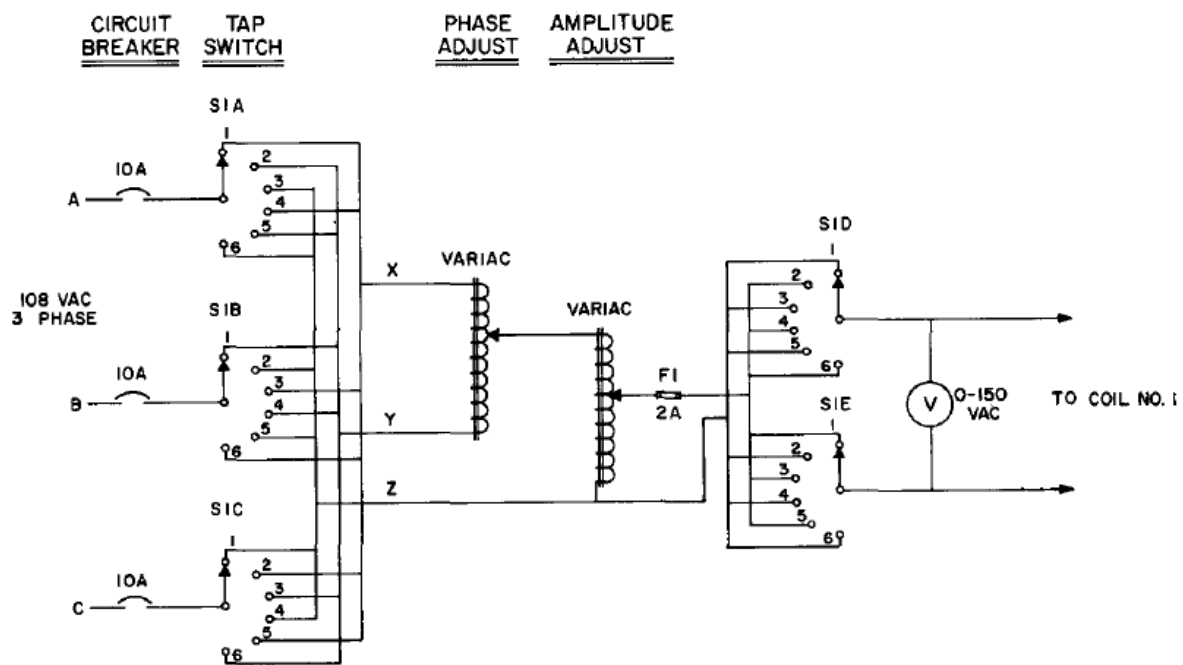 CIRCUIT BREAKER
TAP SWITCH
PHASE ADJUST
AMPLITUDE ADJUST
S1A
1
2
3
4
5
6
10A
A
108 VAC
3 PHASE
S1B
1
2
3
4
5
6
10A
B
S1C
1
2
3
4
5
6
10A
C
X
Y
Z
VARIAC
VARIAC
F1
2A
S1D
1
2
3
4
5
6
S1E
1
2
3
4
5
6
V
0-150
VAC
TO COIL NO. 1